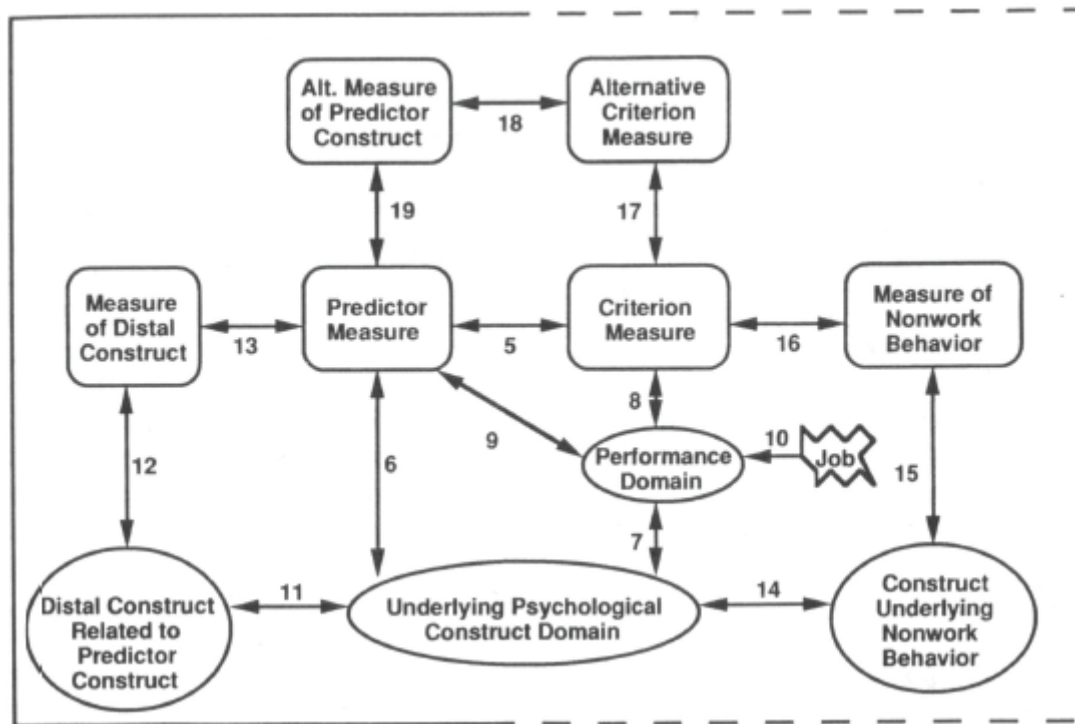 Alt. Measure
of Predictor
Construct
18
Alternative
Criterion
Measure
19
17
Measure
of Distal
Construct
13
Predictor
Measure
5
Criterion
Measure
16
Measure of
Nonwork
Behavior
12
6
9
8
Performance
Domain
10
Job
15
7
Distal Construct
Related to
Predictor
Construct
11
Underlying Psychological
Construct Domain
14
Construct
Underlying
Nonwork
Behavior